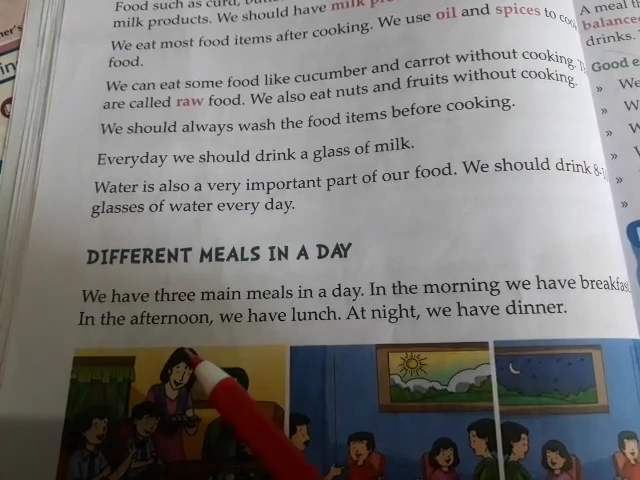 Food such as curd,
milk products. We should have milk
We eat most food items after cooking. We use oil and spices to
food.
We can eat some food like cucumber and carrot without cooking.
are called raw food. We also eat nuts and fruits without cooking.
We should always wash the food items before cooking.
Everyday we should drink a glass of milk.
Water is also a very important part of our food. We should drink 8-
glasses of water every day.
DIFFERENT MEALS IN A DAY
We have three main meals in a day. In the morning we have breakfas
In the afternoon, we have lunch. At night, we have dinner.
A meal
balance
drinks.
Good e
» We
» W
» W
»
»
»